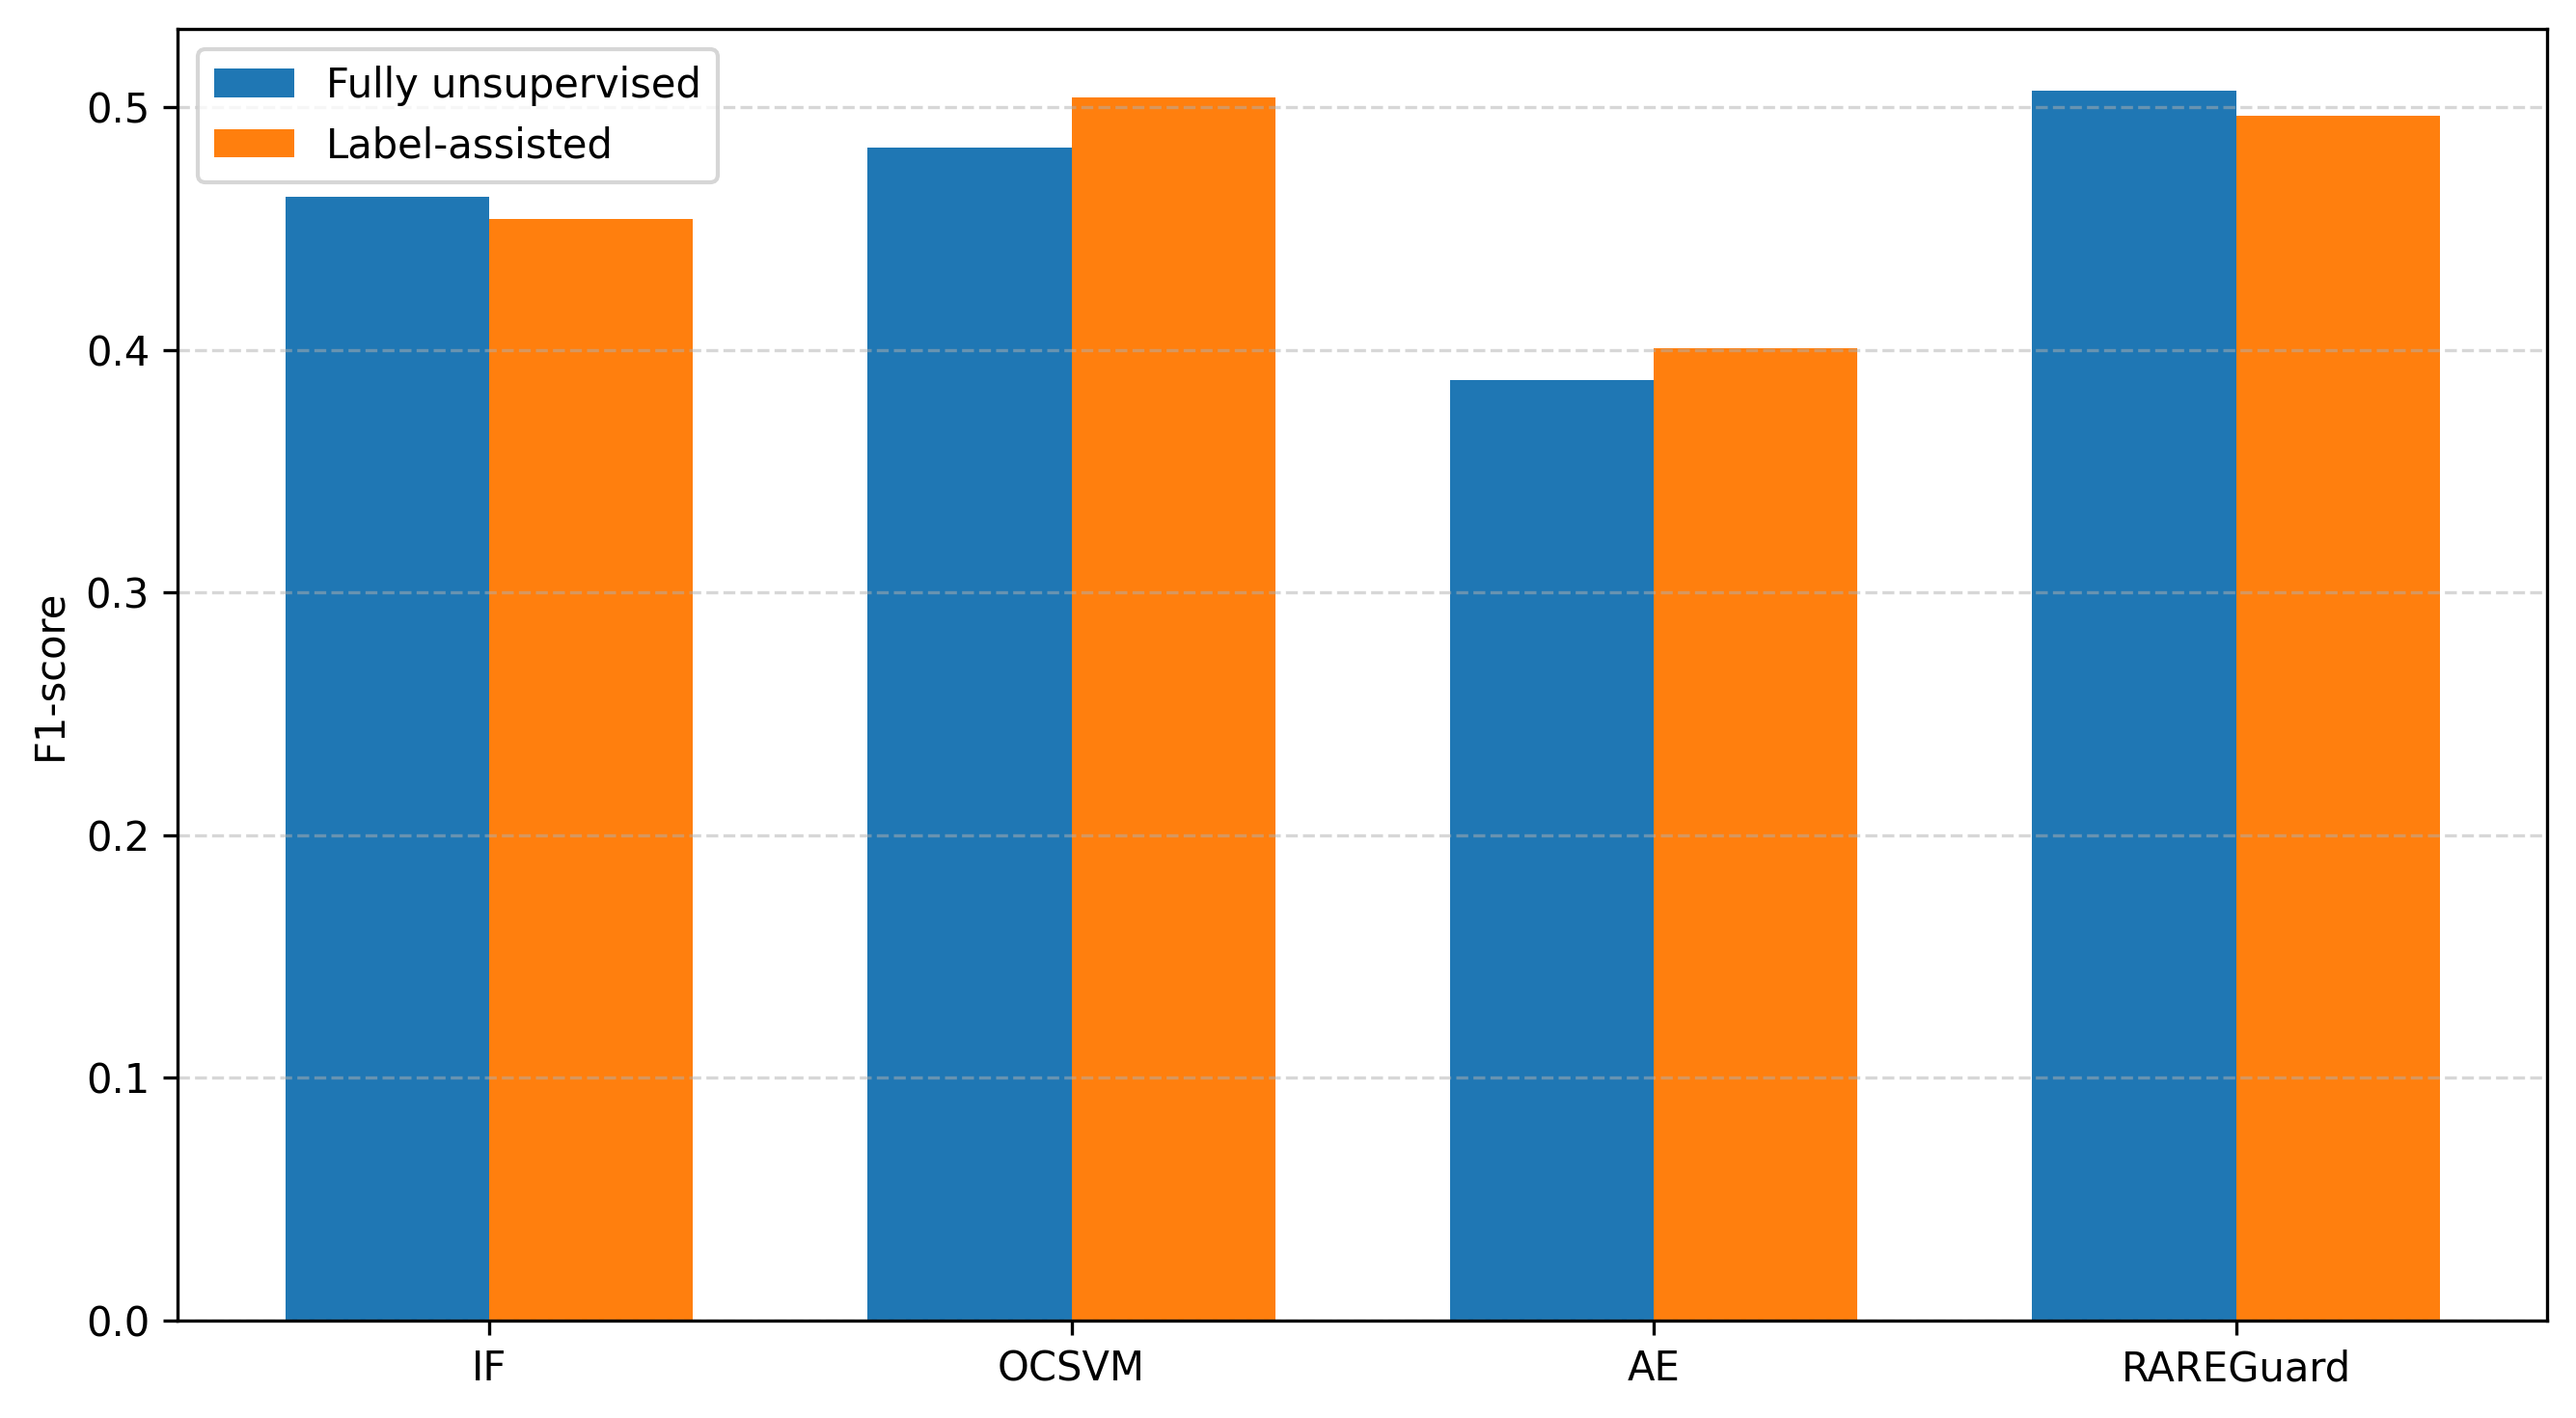 Fully unsupervised
Label-assisted
0.5
0.4
0.3
0.2
0.1
0.0
F1-score
IF
OCSVM
AE
RAREGuard